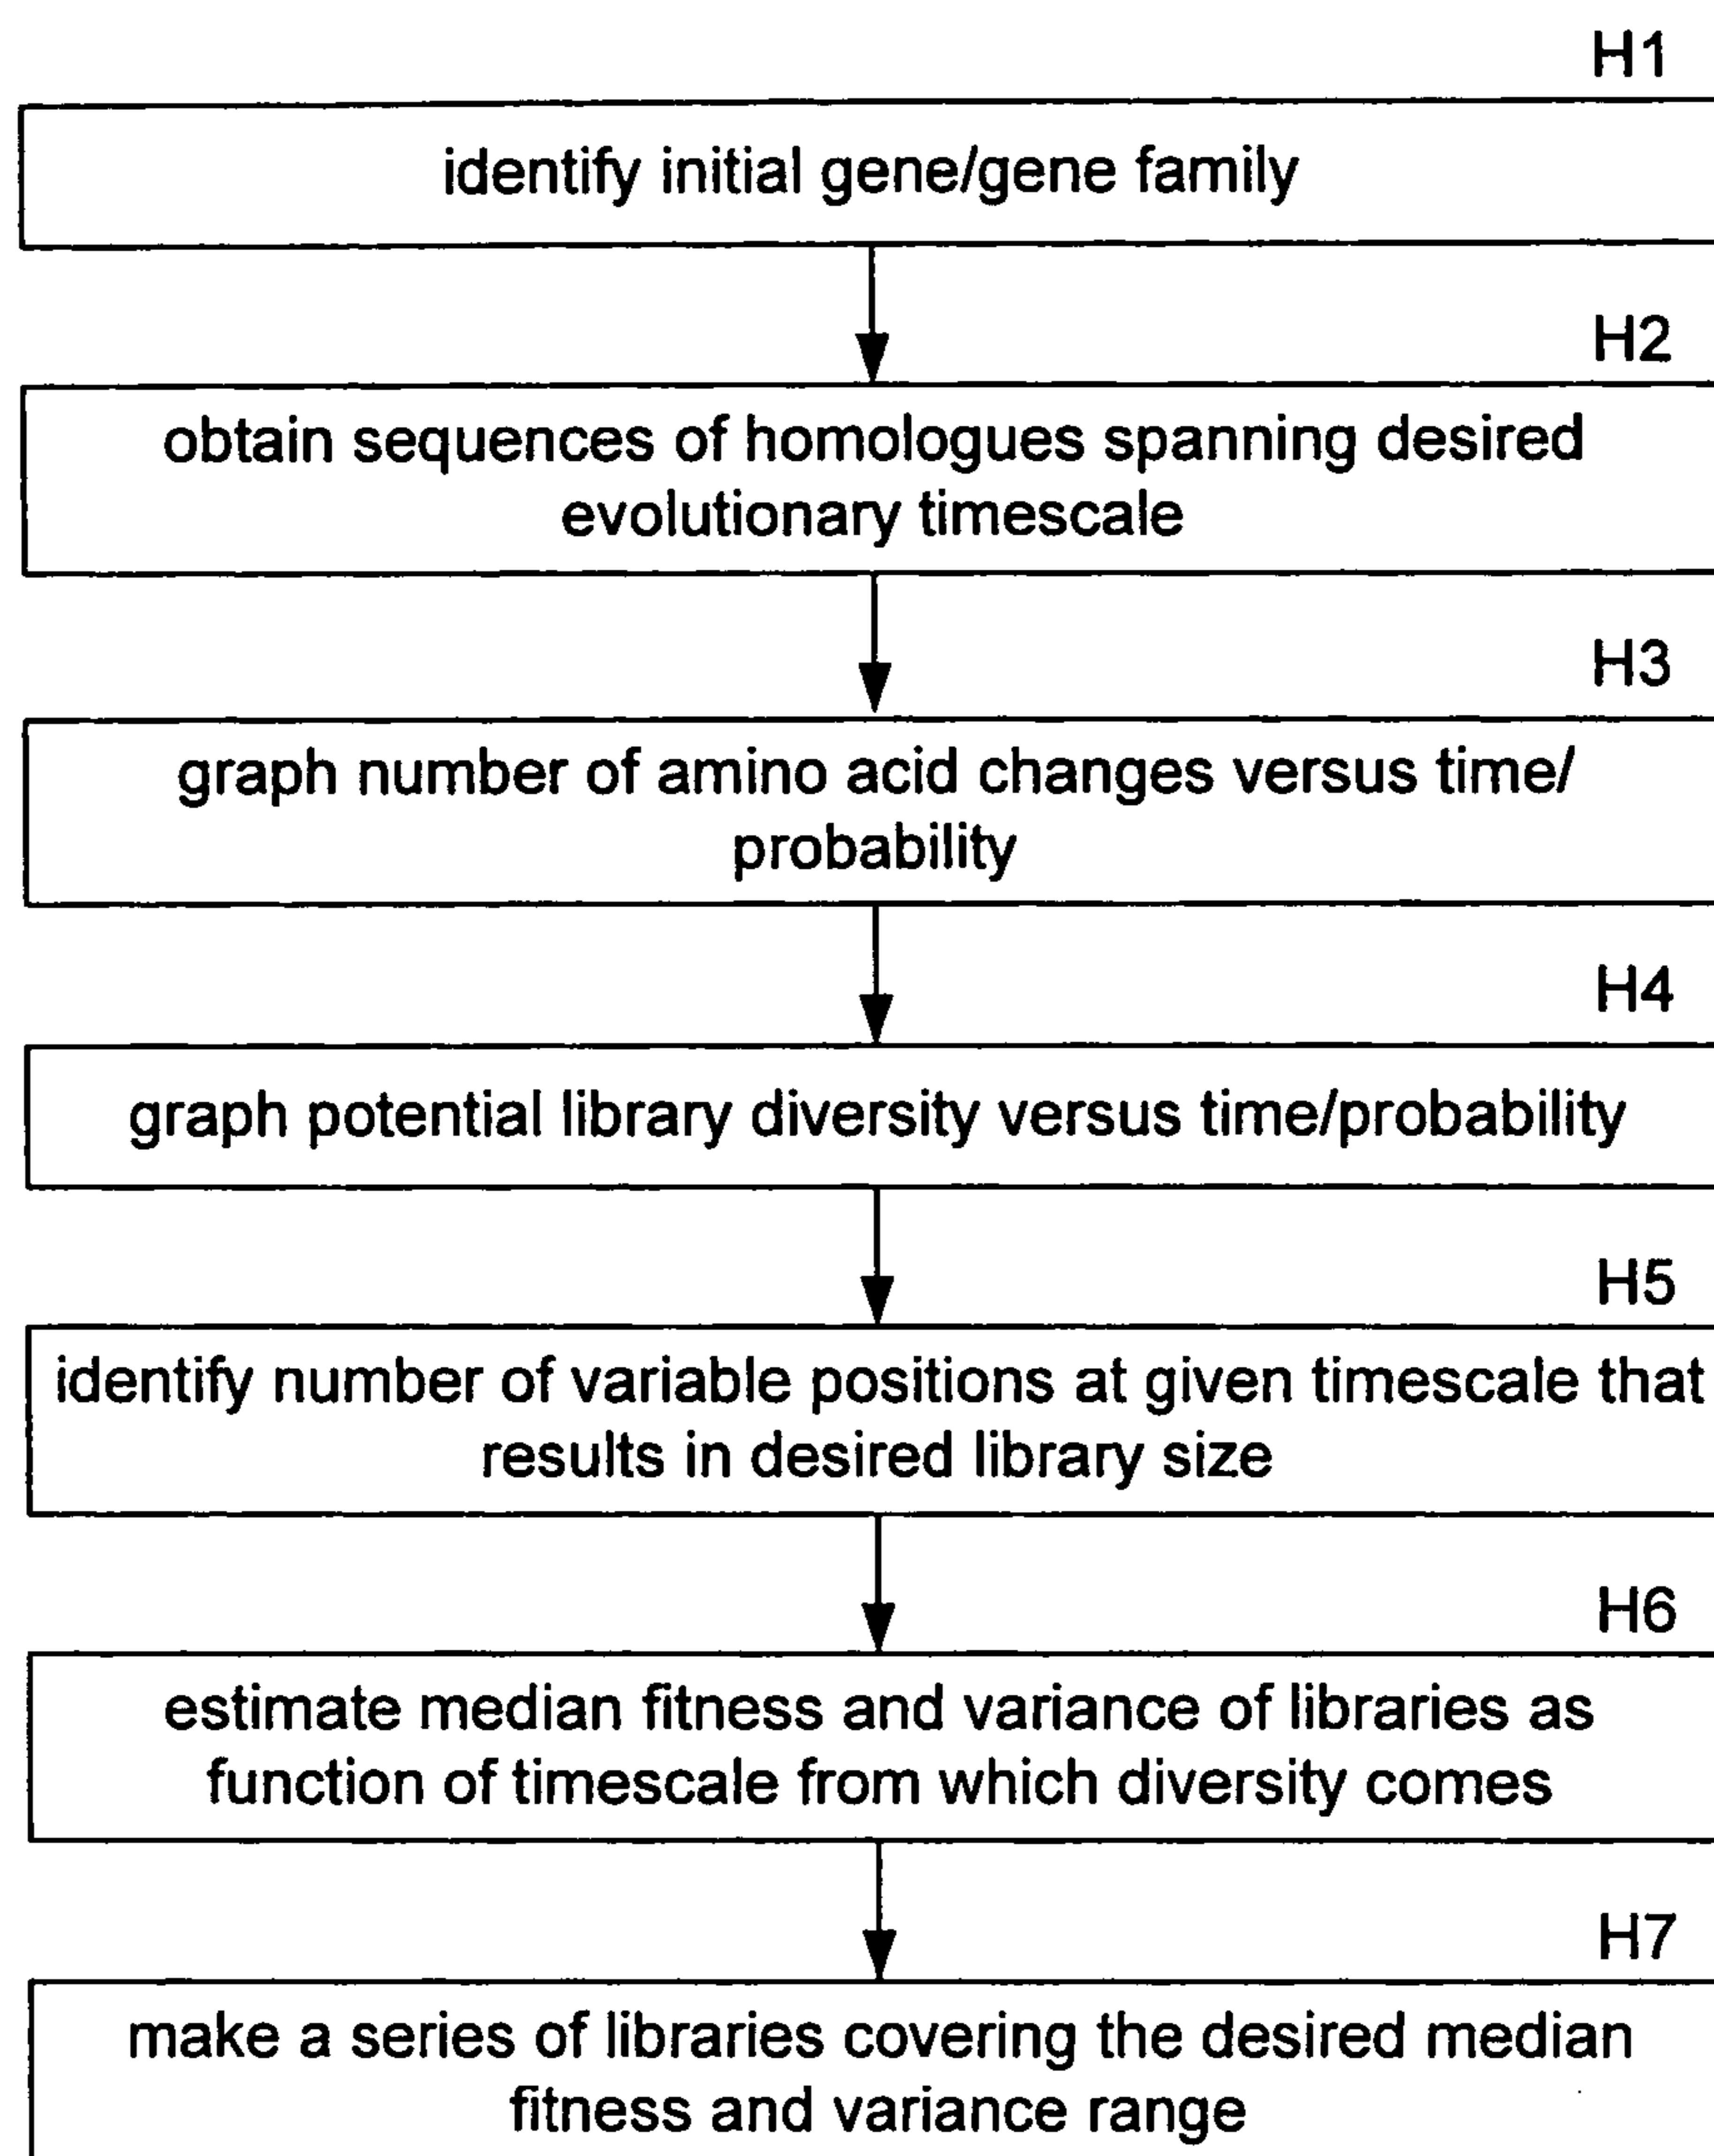 H1
identify initial gene/gene family
H2
obtain sequences of homologues spanning desired
evolutionary timescale
H3
graph number of amino acid changes versus time/
probability
H4
graph potential library diversity versus time/probability
H5
identify number of variable positions at given timescale that
results in desired library size
H6
estimate median fitness and variance of libraries as
function of timescale from which diversity comes
H7
make a series of libraries covering the desired median
fitness and variance range